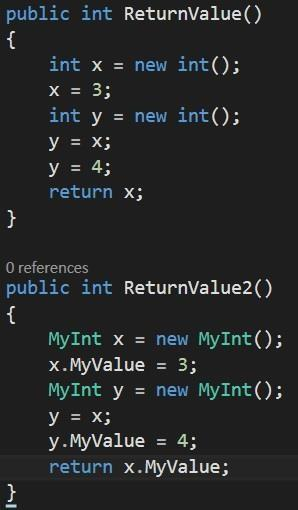 public int ReturnValue()
{
    int x = new int();
    x = 3;
    int y = new int();
    y = x;
    y = 4;
    return x;
}
0 references
public int ReturnValue2()
{
    MyInt x = new MyInt();
    x.MyValue = 3;
    MyInt y = new MyInt();
    y = x;
    y.MyValue = 4;
    return x.MyValue;
}